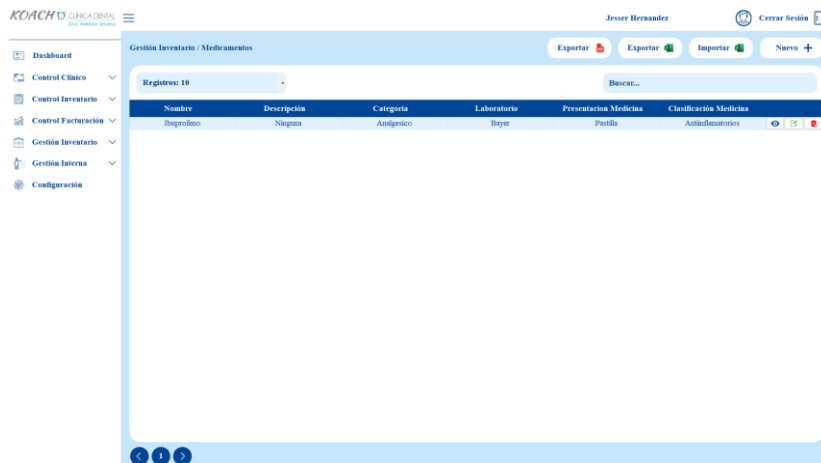 KOACH CLINICA DENTAL
Jesser Hernandez
Cerrar Sesión
Dashboard
Control Clínico
Control Inventario
Control Facturación
Gestión Inventario
Gestión Interna
Configuración
Gestión Inventario / Medicamentos
Exportar
Exportar
Importar
Nuevo +
Registros: 10
Buscar...
Nombre Descripción Categoria Laboratorio Presentacion Medicina Clasificación Medicina
Ibuprofeno Ninguna Analgesico Bayer Pastilla Antiinflamatorios
1